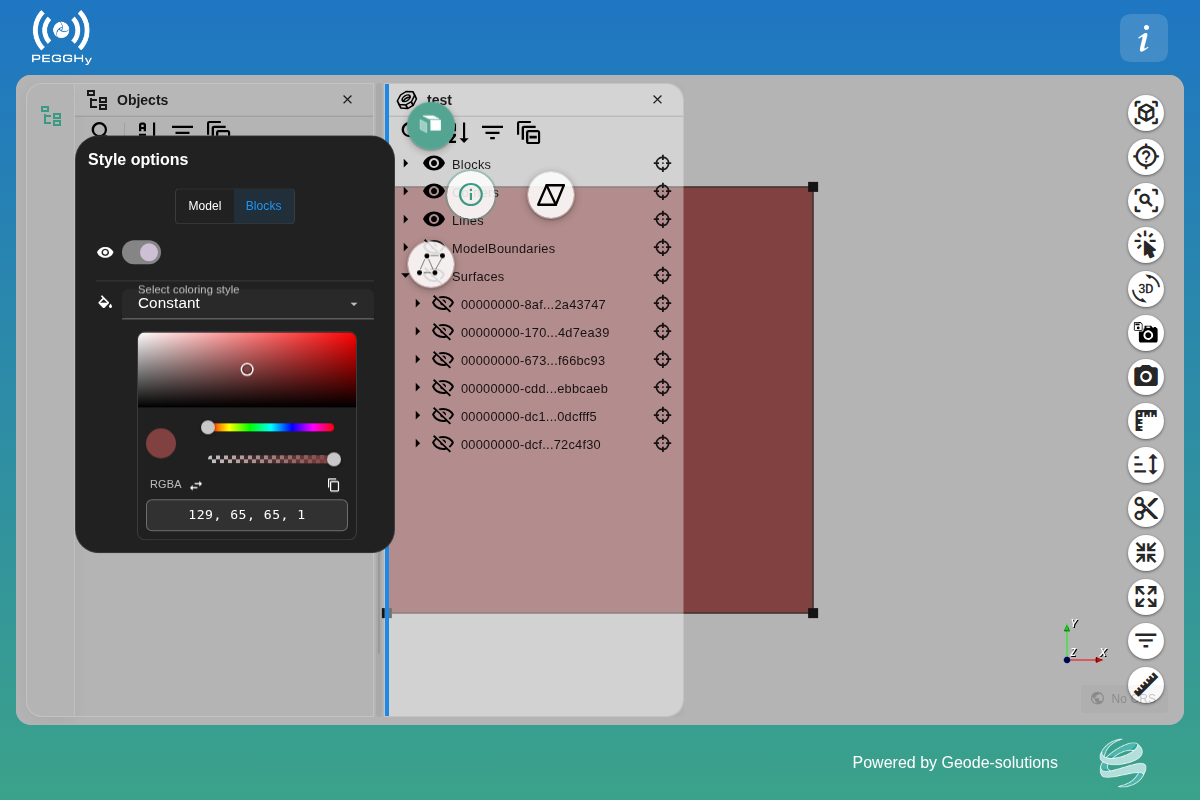 PEGGHy
i
Objects
test
Style options
Model
Blocks
Select coloring style
Constant
RGBA
129, 65, 65, 1
Blocks
Lines
ModelBoundaries
Surfaces
00000000-8af...2a43747
00000000-170...4d7ea39
00000000-673...f66bc93
00000000-cdd...ebbcaeb
00000000-dc1...0dcfff5
00000000-dcf...72c4f30
3D
Y
Z
X
No CRS
Powered by Geode-solutions